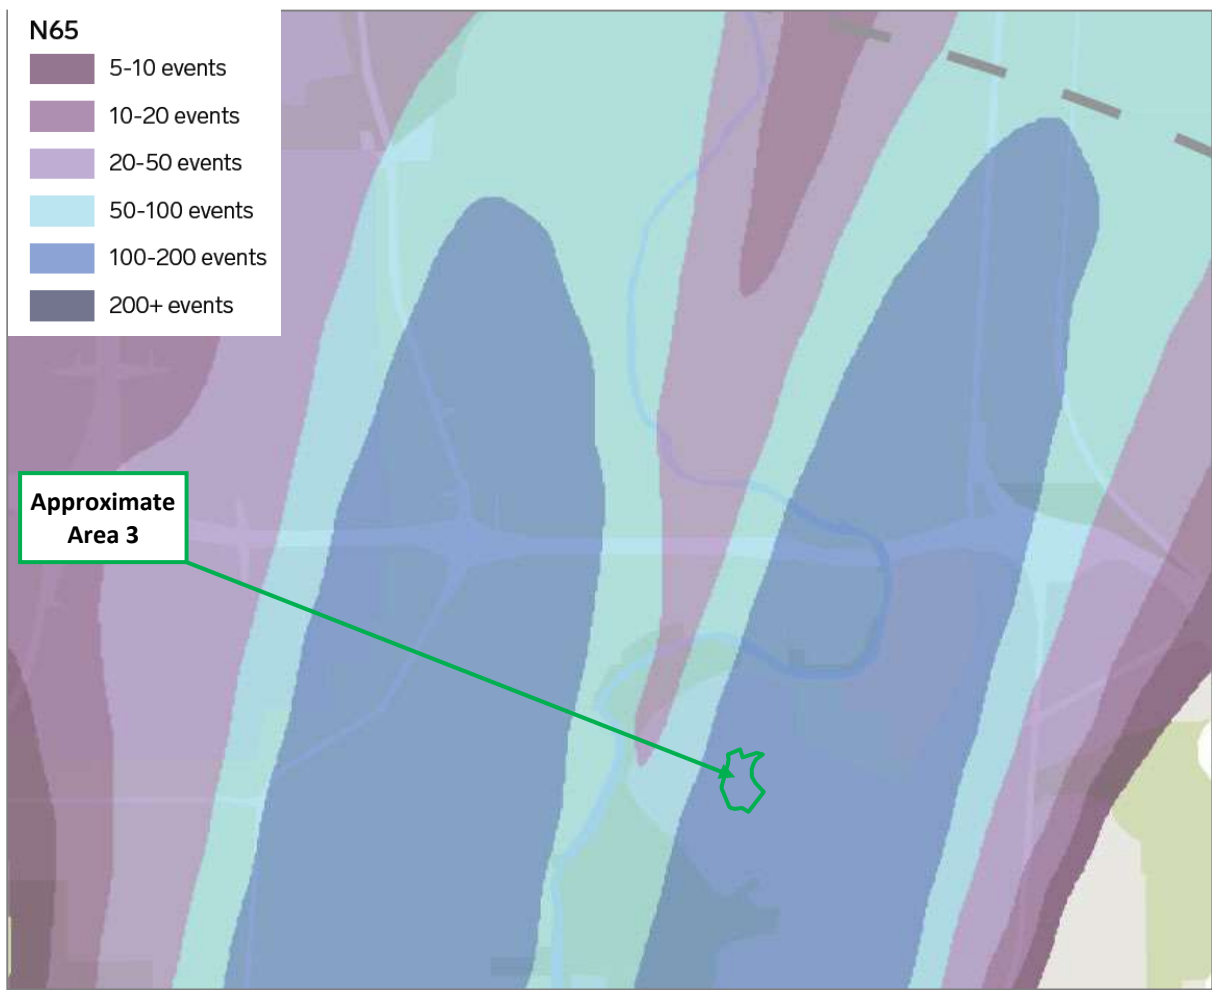 N65
5-10 events
10-20 events
20-50 events
50-100 events
100-200 events
200+ events
Approximate
Area 3